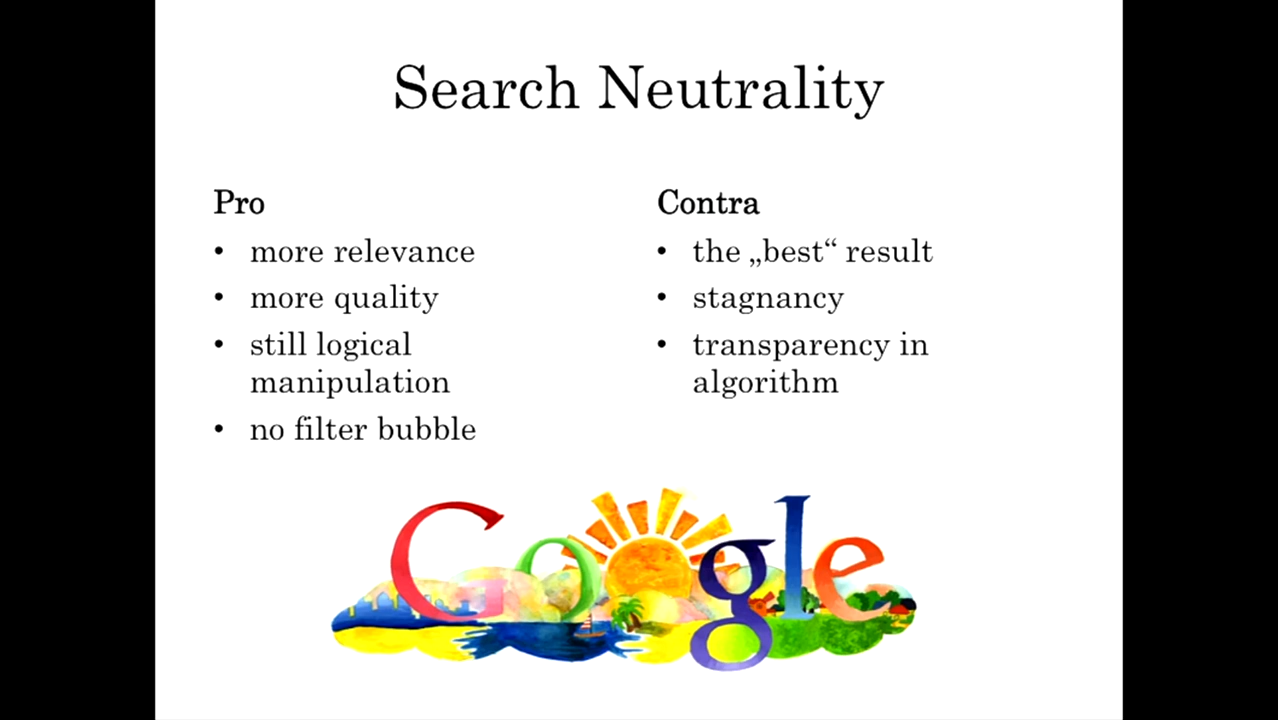 Search Neutrality
Pro
• more relevance
• more quality
• still logical
manipulation
• no filter bubble
Contra
• the „best“ result
• stagnancy
• transparency in
algorithm
Google